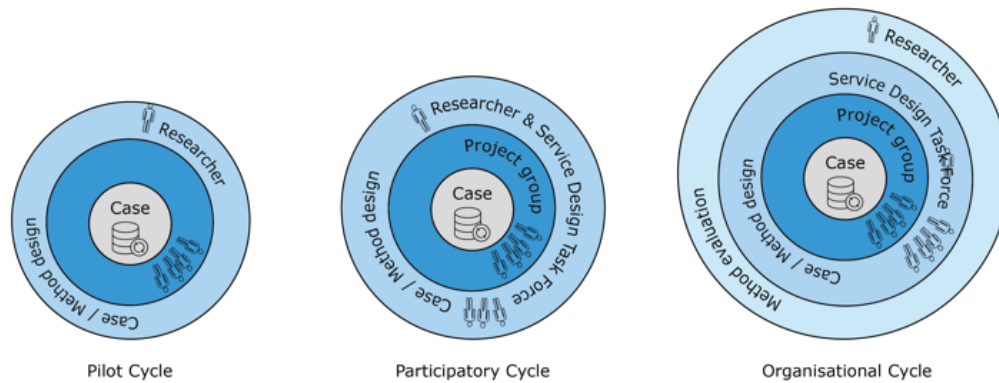 Researcher
Case
Case / Method design
Pilot Cycle
Researcher & Service Design Task Force
Project group
Case
Case / Method design
Participatory Cycle
Researcher
Service Design Task Force
Project group
Case
Case / Method design
Method evaluation
Organisational Cycle